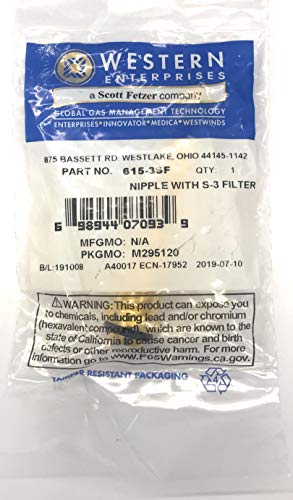 WESTERN
ENTERPRISES
a Scott Fetzer company
GLOBAL GAS MANAGEMENT TECHNOLOGY
ENTERPRISES*INNOVATOR*MEDICA*WESTWINDS
875 BASSETT RD. WESTLAKE, OHIO 44145-1142
PART NO. 615-3SF QTY: 1
NIPPLE WITH S-3 FILTER
6 98944 07093 9
MFGMO: N/A
PKGMO: M295120
B/L:191008 A40017 ECN-17952 2019-07-10
⚠WARNING: This product can expose you
to chemicals, including lead and/or chromium
(hexavalent compound), which are known to the
state of California to cause cancer and birth
defects or other reproductive harm. For more
information go to www.P65Warnings.ca.gov.
TAMPER RESISTANT PACKAGING